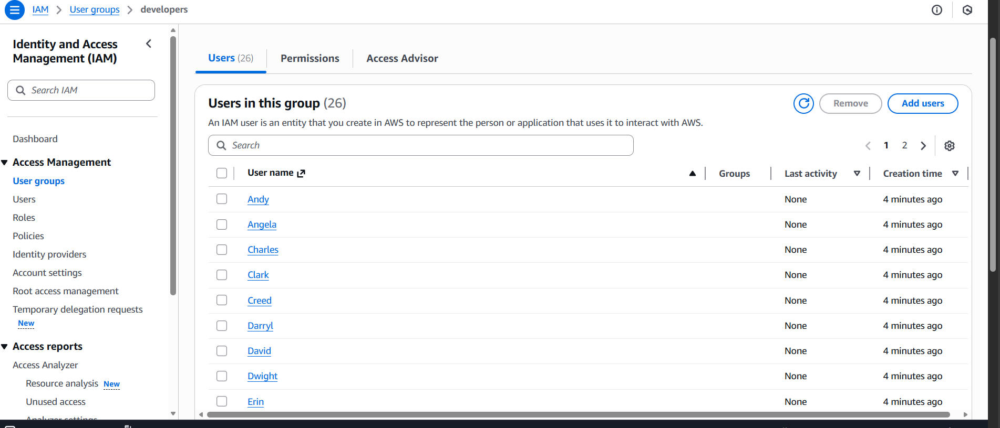 IAM > User groups > developers
Identity and Access
Management (IAM)
Search IAM
Dashboard
Access Management
User groups
Users
Roles
Policies
Identity providers
Account settings
Root access management
Temporary delegation requests
New
Access reports
Access Analyzer
Resource analysis New
Unused access
Analyzer settings
Users (26) Permissions Access Advisor
Users in this group (26)
Remove Add users
An IAM user is an entity that you create in AWS to represent the person or application that uses it to interact with AWS.
Search
1 2
User name Groups Last activity Creation time
Andy None 4 minutes ago
Angela None 4 minutes ago
Charles None 4 minutes ago
Clark None 4 minutes ago
Creed None 4 minutes ago
Darryl None 4 minutes ago
David None 4 minutes ago
Dwight None 4 minutes ago
Erin None 4 minutes ago